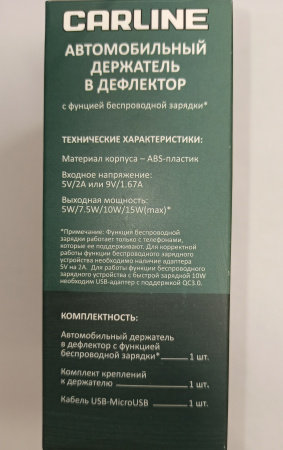 CARLINE
АВТОМОБИЛЬНЫЙ
ДЕРЖАТЕЛЬ
В ДЕФЛЕКТОР
с фунцией беспроводной зарядки*
ТЕХНИЧЕСКИЕ ХАРАКТЕРИСТИКИ:
Материал корпуса – ABS-пластик
Входное напряжение:
5V/2A или 9V/1.67A
Выходная мощность:
5W/7.5W/10W/15W(max)*
*Примечание: Функция беспроводной
зарядки работает только с телефонами,
которые ее поддерживают. Для корректной
работы функции беспроводного зарядного
устройства необходимо наличие адаптера
5V на 2A. Для работы функции беспроводного
зарядного устройства с быстрой зарядкой 10W
необходим USB-адаптер с поддержкой QC3.0.
КОМПЛЕКТНОСТЬ:
Автомобильный держатель
в дефлектор с функцией
беспроводной зарядки* 1 шт.
Комплект креплений
к держателю 1 шт.
Кабель USB-MicroUSB 1 шт.